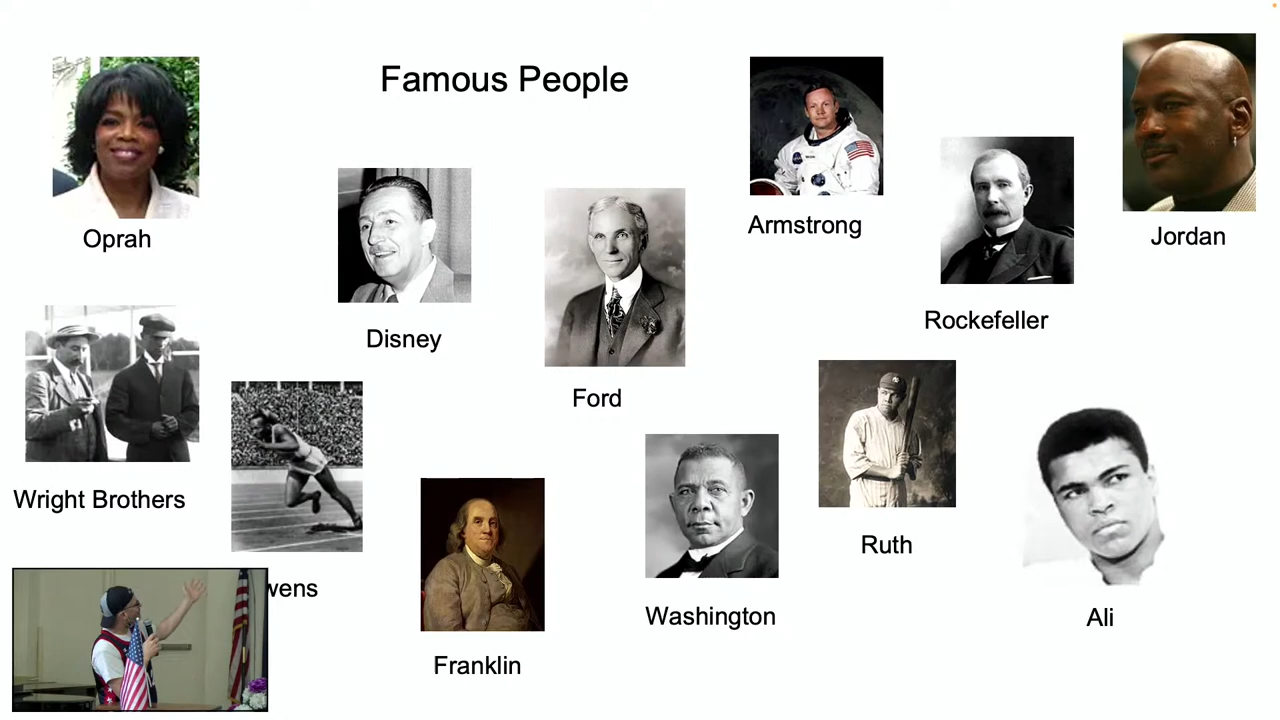 Famous People
Oprah
Armstrong
Jordan
Rockefeller
Disney
Ford
Wright Brothers
Ruth
wens
Washington
Ali
Franklin